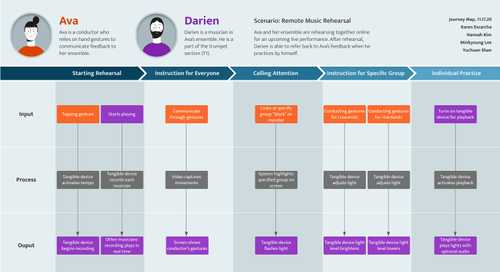 Ava
Ava is a conductor who
relies on hand gestures to
communicate feedback to
her ensemble.
Darien
Darien is a musician in
Ava's ensemble. He is a
part of the trumpet
section (TT).
Scenario: Remote Music Rehearsal
Ava and her ensemble are rehearsing together online
for an upcoming live performance. After rehearsal,
Darien is able to refer back to Ava's feedback when he
practices by himself.
Journey Map, 11.17.20
Karen Escarcha
Hannah Kim
MinKyoung Lee
Yachuan Shan
Starting Rehearsal
Instruction for Everyone
Calling Attention
Instruction for Specific Group
Individual Practice
Input
Tapping gesture
Starts playing
Communicate
through gestures
Circle or specific
group "block" on
monitor
Conducting gestures
for crescendo
Conducting gestures
for
Turns on tangible
device for playback
Process
Tangible device
activates tempo
Tangible device
records each
musician
Video captures
movements
System highlights
specified group on
screen
Tangible device
adjusts light
Tangible device
adjusts light
Tangible device
activates playback
Ouput
Tangible device
begins recording
Other musicians
recording plays in
real time
Screen shows
conductor's gestures
Tangible device
flashes light
Tangible device light
level brightens
Tangible device light
level lowers
Tangible device
plays lights with
optional audio